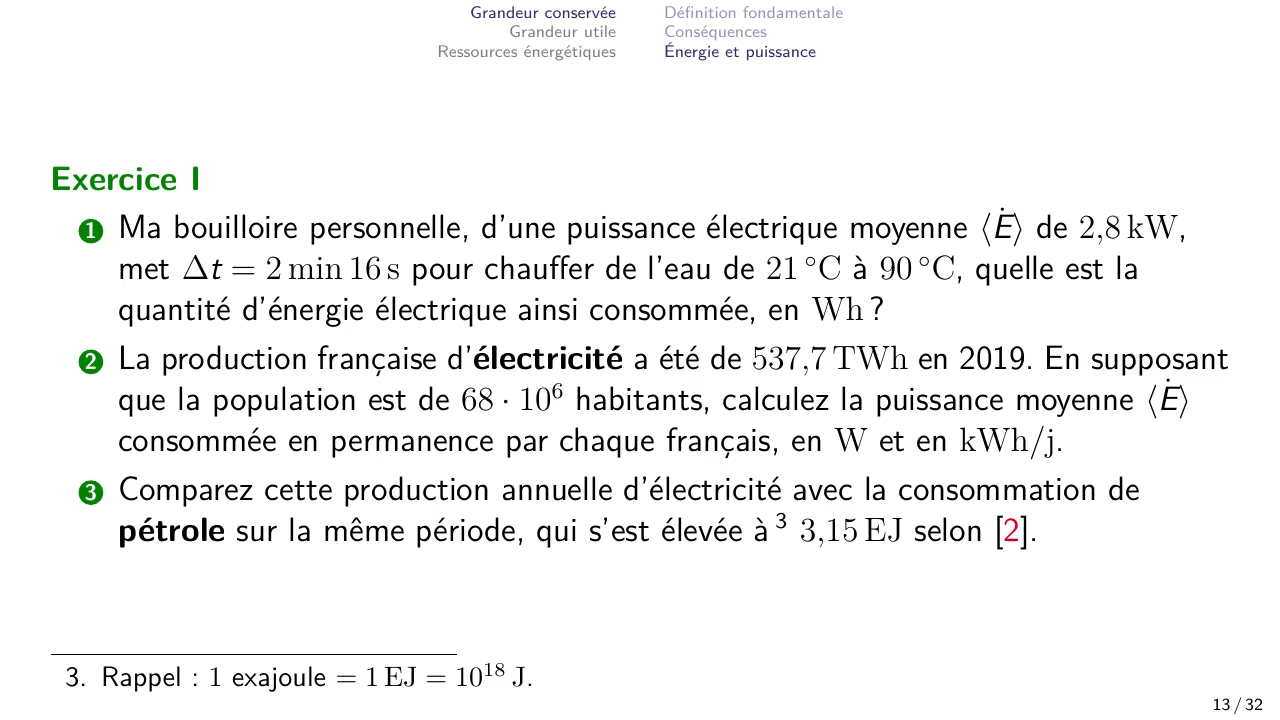 Grandeur conservée
Grandeur utile
Ressources énergétiques
Définition fondamentale
Conséquences
Énergie et puissance
Exercice I
1 Ma bouilloire personnelle, d'une puissance électrique moyenne ⟨Ė⟩ de 2,8 kW,
met Δt = 2 min 16 s pour chauffer de l'eau de 21 °C à 90 °C, quelle est la
quantité d'énergie électrique ainsi consommée, en Wh ?
2 La production française d'électricité a été de 537,7 TWh en 2019. En supposant
que la population est de 68 · 10⁶ habitants, calculez la puissance moyenne ⟨Ė⟩
consommée en permanence par chaque français, en W et en kWh/j.
3 Comparez cette production annuelle d'électricité avec la consommation de
pétrole sur la même période, qui s'est élevée à ³ 3,15 EJ selon [2].
3. Rappel : 1 exajoule = 1 EJ = 10¹⁸ J.
13 / 32